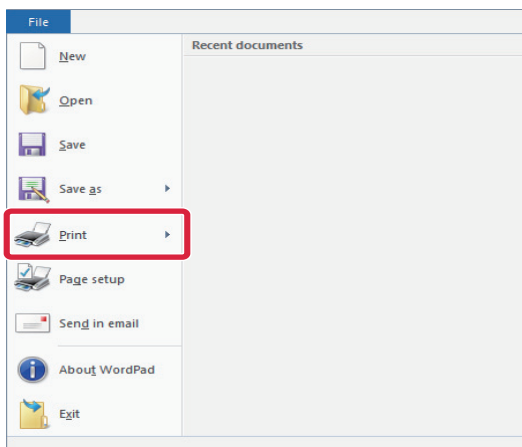 File
Recent documents
New
Open
Save
Save as
Print
Page setup
Send in email
About WordPad
Exit